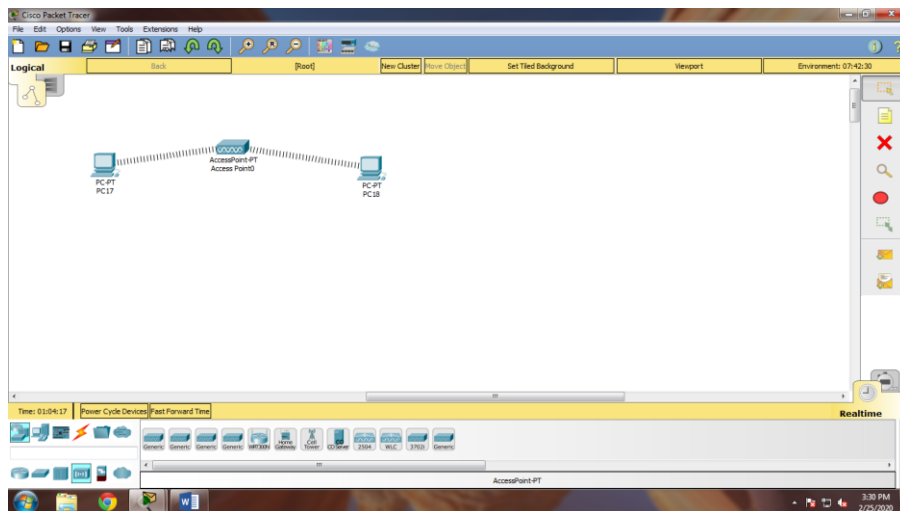 Cisco Packet Tracer
File Edit Options View Tools Extensions Help
Logical Back [Root] New Cluster Move Object Set Tiled Background Viewport Environment: 07:42:30
AccessPoint-PT
Access Point0
PC-PT
PC17
PC-PT
PC18
Time: 01:04:17 Power Cycle Devices Fast Forward Time
Realtime
Generic Generic Generic Generic WRT300N Home Gateway Cell Tower CO Server 2504 WLC 3702i Generic
AccessPoint-PT
3:30 PM
2/25/2020